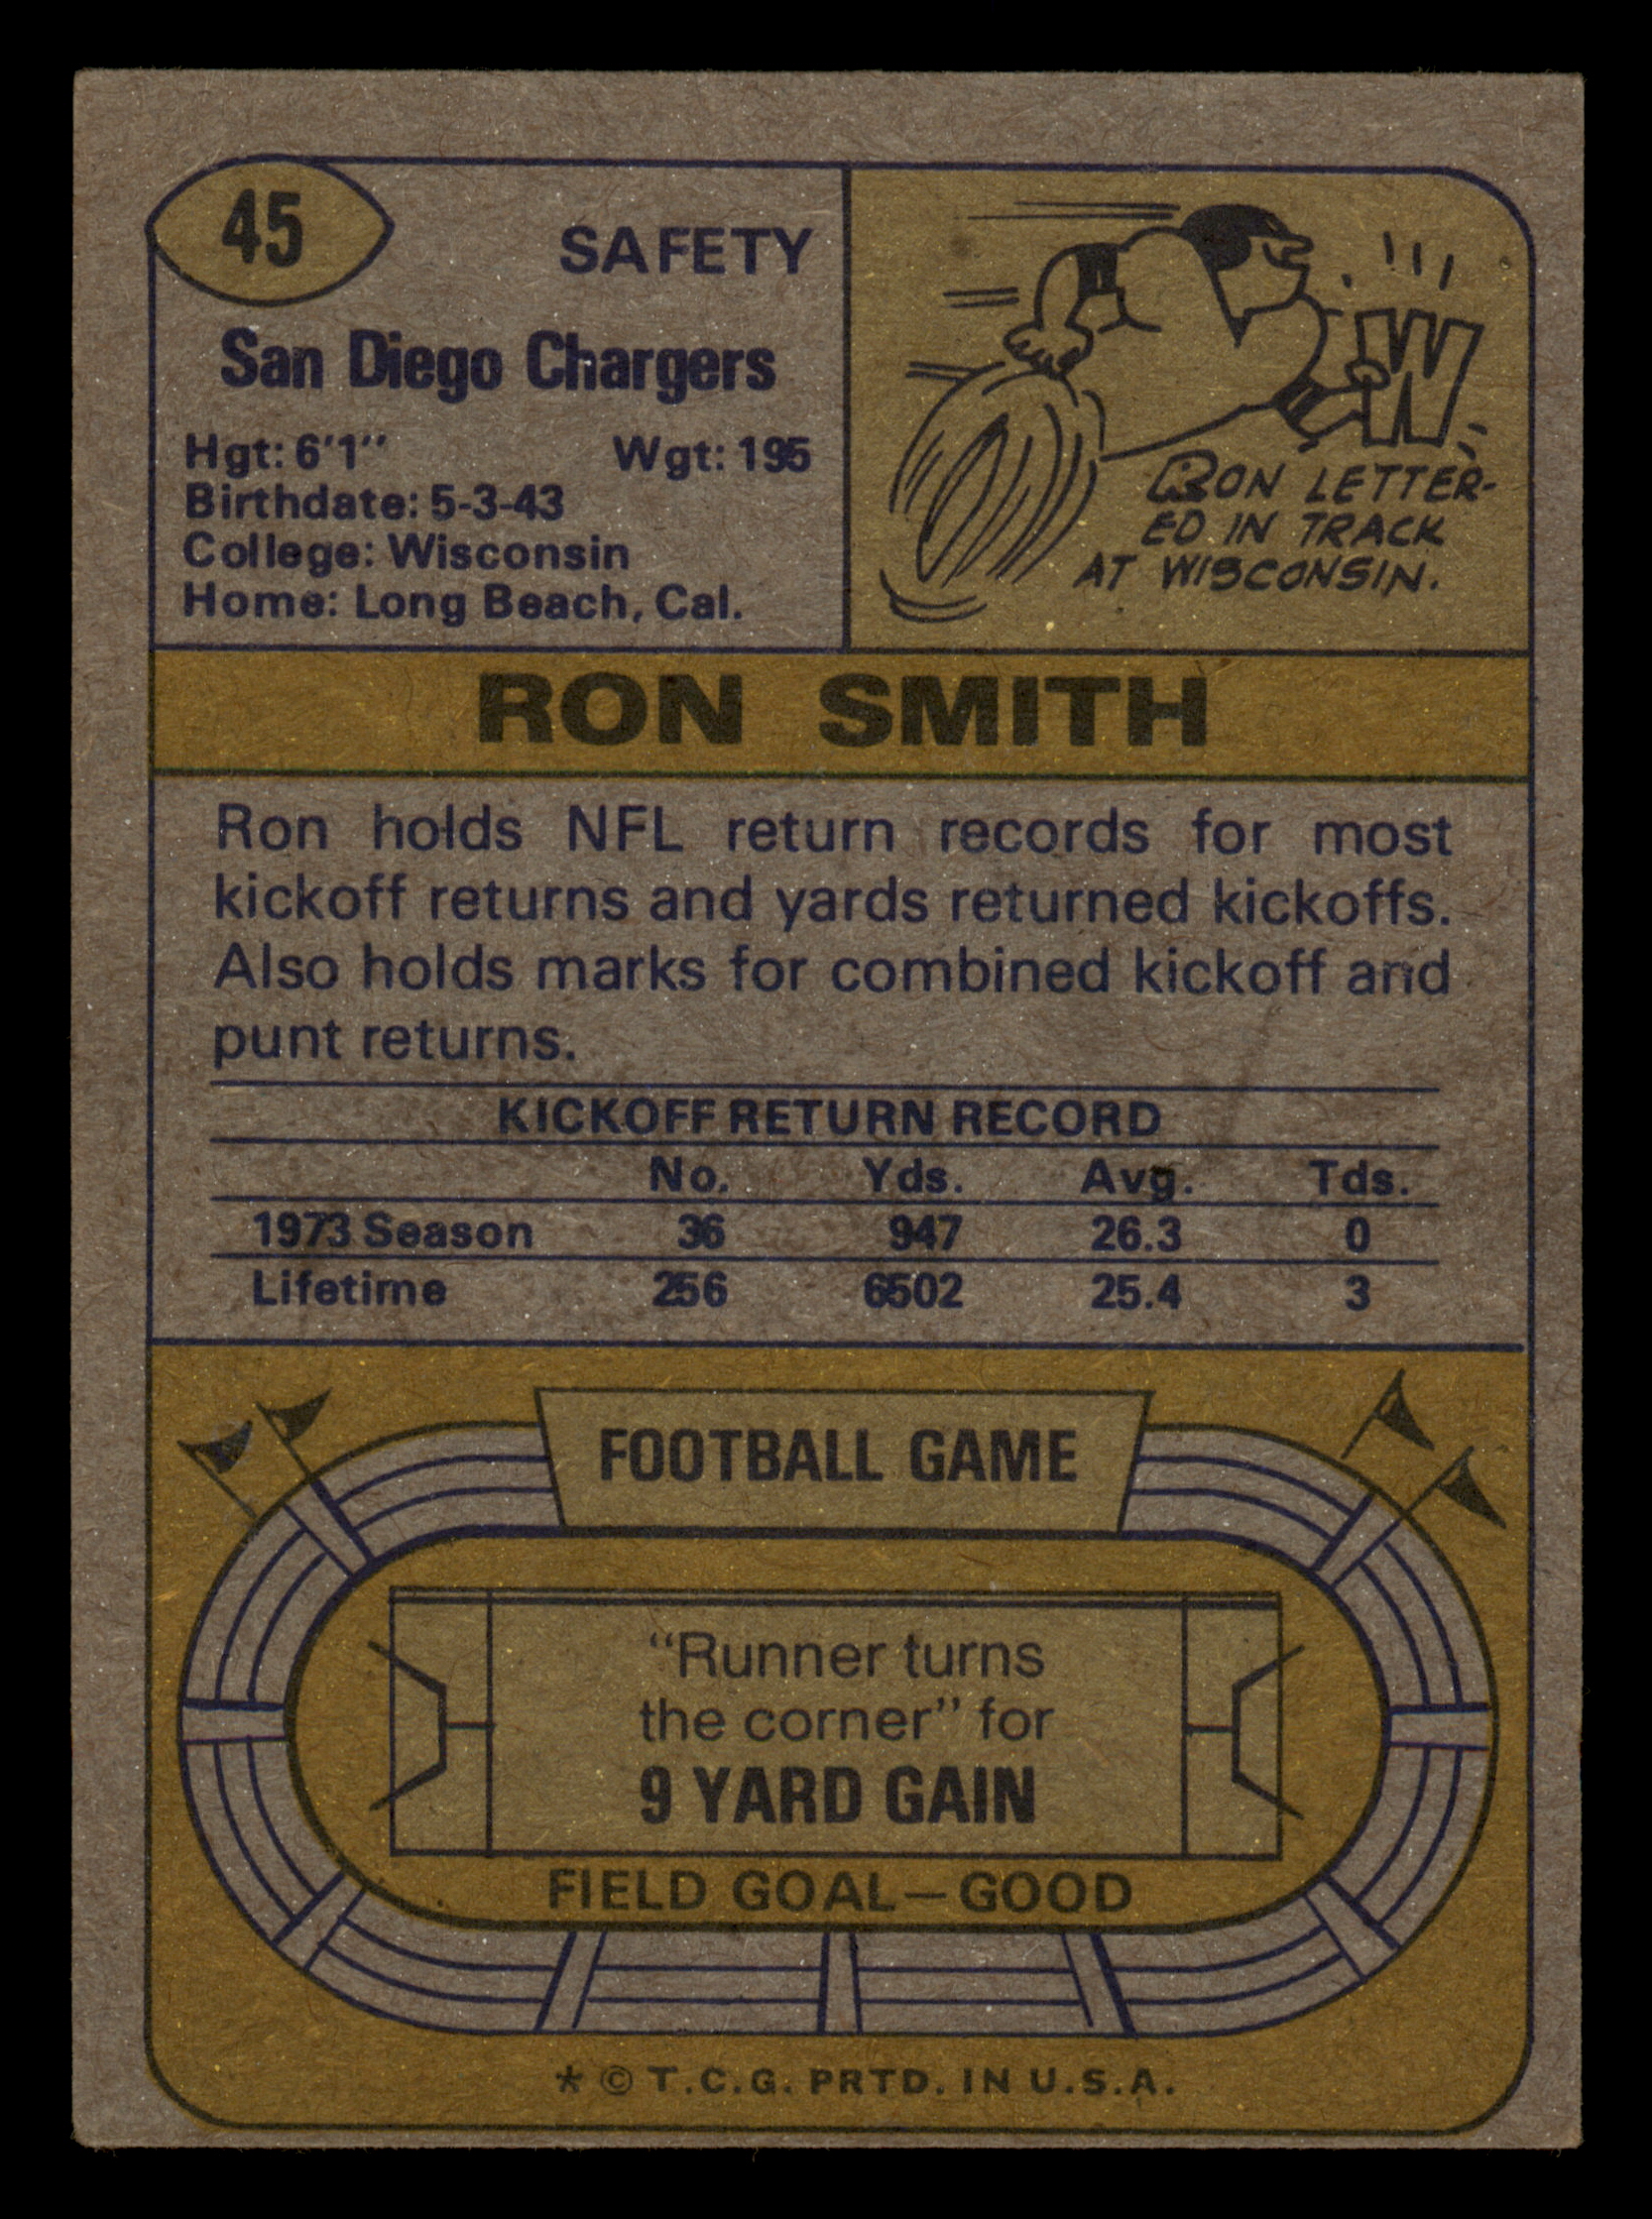 45
SAFETY
San Diego Chargers
Hgt: 6'1" Wgt: 195
Birthdate: 5-3-43
College: Wisconsin
Home: Long Beach, Cal.
W
RON LETTER-
ED IN TRACK
AT WISCONSIN.
RON SMITH
Ron holds NFL return records for most
kickoff returns and yards returned kickoffs.
Also holds marks for combined kickoff and
punt returns.
KICKOFF RETURN RECORD
No. Yds. Avg. Tds.
1973 Season 36 947 26.3 0
Lifetime 256 6502 25.4 3
FOOTBALL GAME
“Runner turns
the corner” for
9 YARD GAIN
FIELD GOAL—GOOD
* © T.C.G. PRTD. IN U.S.A.